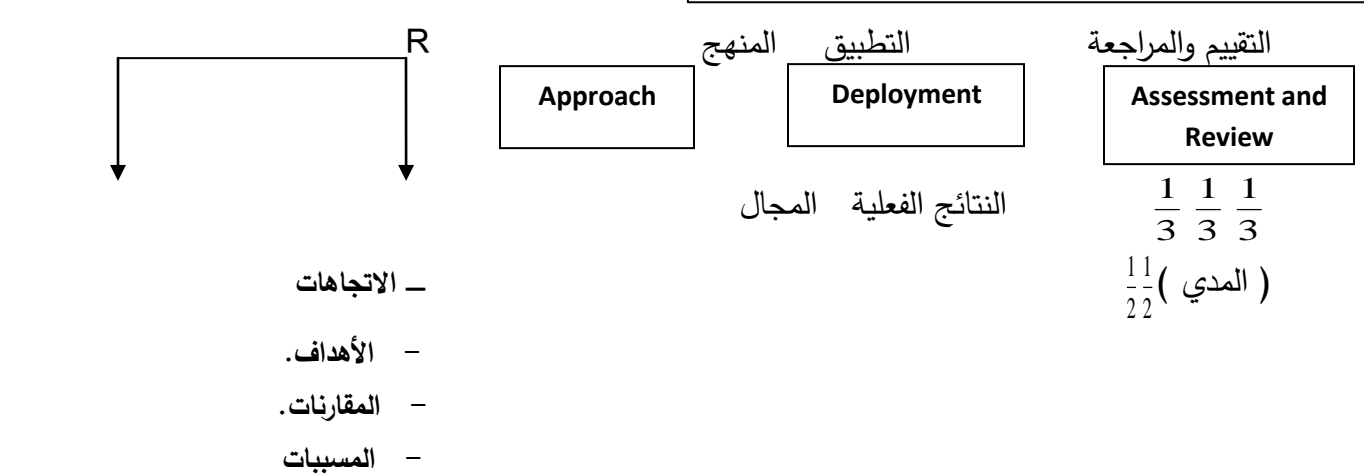 R المنهج التطبيق التقييم والمراجعة
Approach Deployment Assessment and
Review
النتائج الفعلية المجال 1/3 1/3 1/3
( المدي ) 1/2 1/2
ــ الاتجاهات
- الأهداف.
- المقارنات.
- المسببات